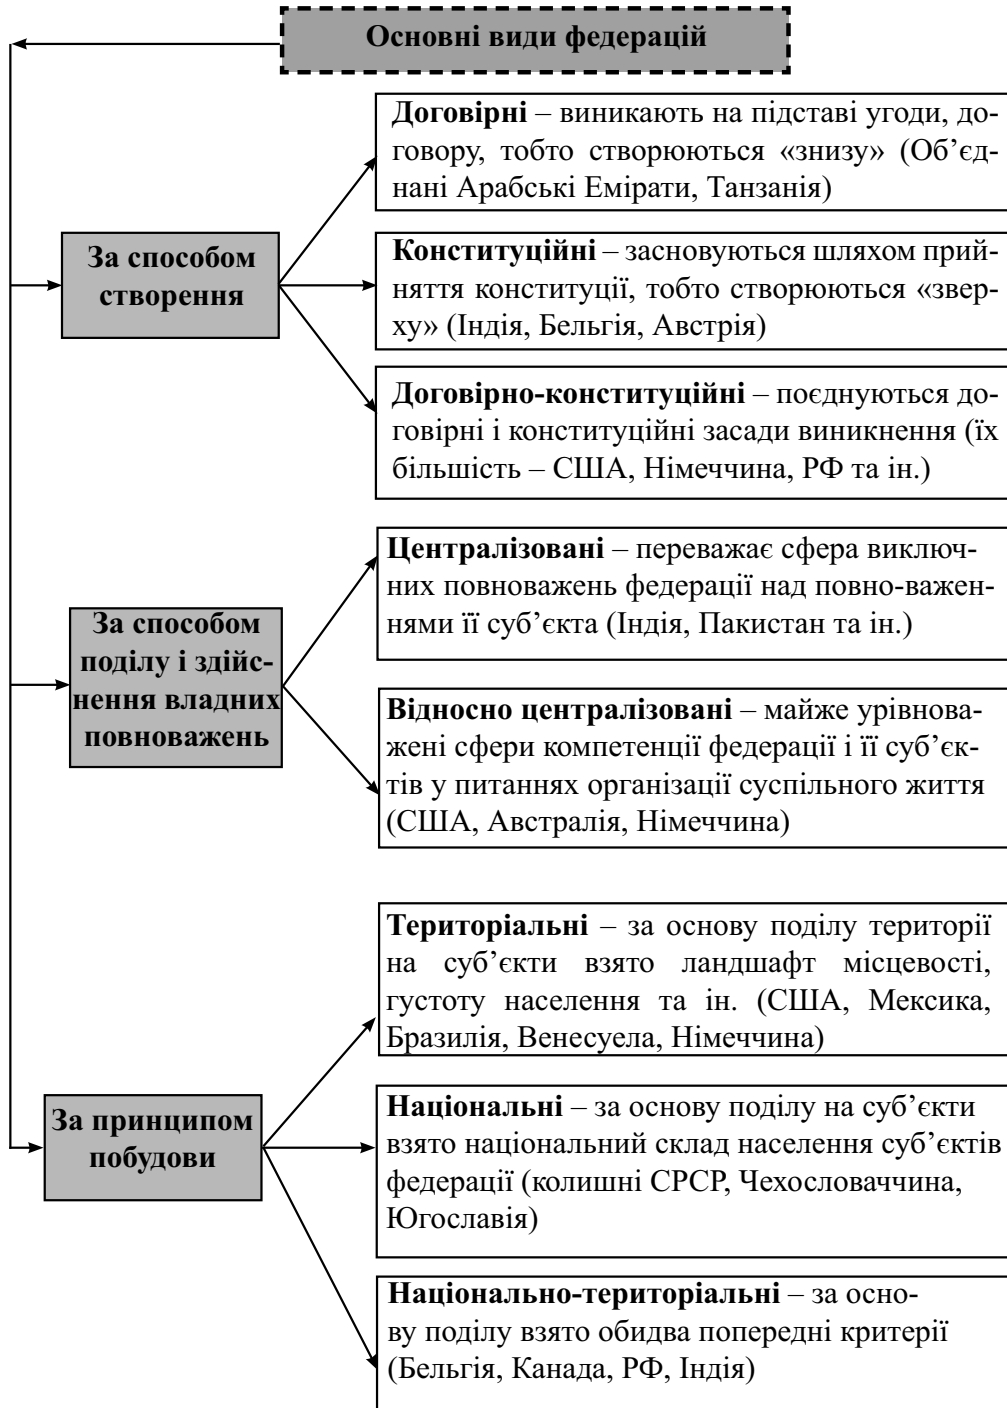 Основні види федерацій
За способом
створення
Договірні – виникають на підставі угоди, до-
говору, тобто створюються «знизу» (Об’єд-
нані Арабські Емірати, Танзанія)
Конституційні – засновуються шляхом прий-
няття конституції, тобто створюються «звер-
ху» (Індія, Бельгія, Австрія)
Договірно-конституційні – поєднуються до-
говірні і конституційні засади виникнення (їх
більшість – США, Німеччина, РФ та ін.)
За способом
поділу і здійс-
нення владних
повноважень
Централізовані – переважає сфера виключ-
них повноважень федерації над повно-важен-
нями її суб’єкта (Індія, Пакистан та ін.)
Відносно централізовані – майже урівнова-
жені сфери компетенції федерації і її суб’єк-
тів у питаннях організації суспільного життя
(США, Австралія, Німеччина)
За принципом
побудови
Територіальні – за основу поділу території
на суб’єкти взято ландшафт місцевості,
густоту населення та ін. (США, Мексика,
Бразилія, Венесуела, Німеччина)
Національні – за основу поділу на суб’єкти
взято національний склад населення суб’єктів
федерації (колишні СРСР, Чехословаччина,
Югославія)
Національно-територіальні – за осно-
ву поділу взято обидва попередні критерії
(Бельгія, Канада, РФ, Індія)